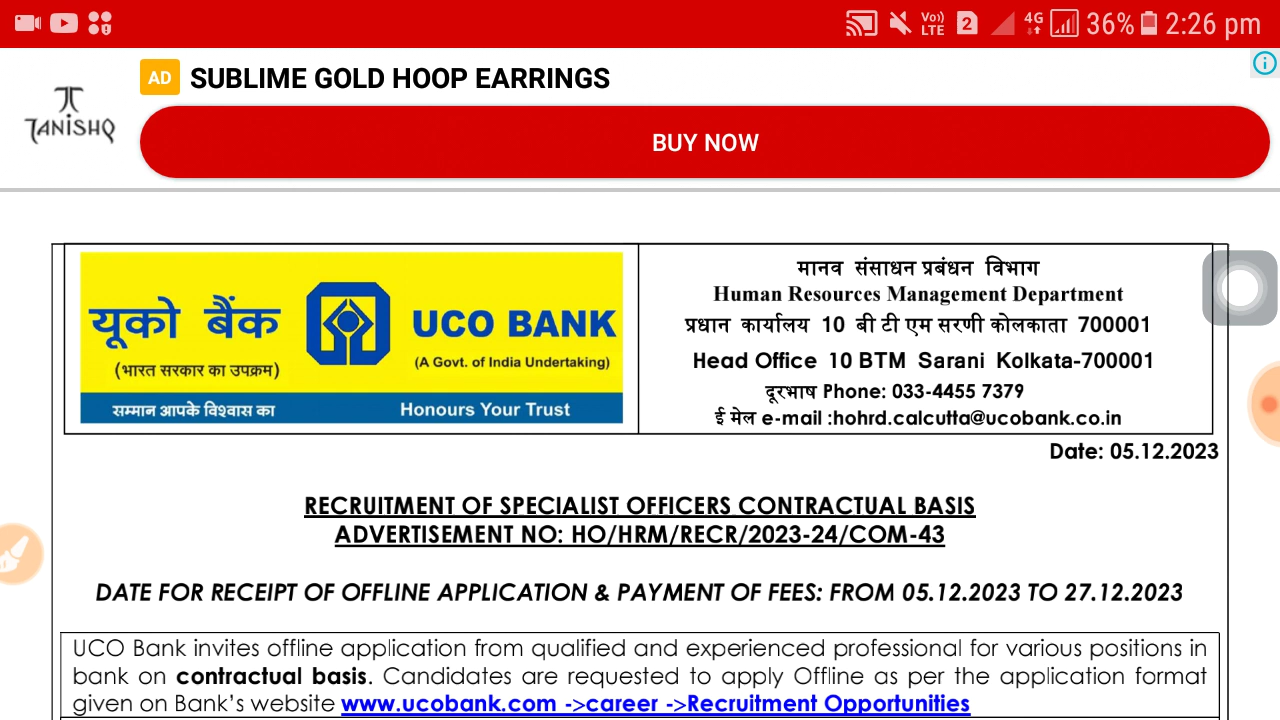 Vo)) LTE 2 4G 36% 2:26 pm
AD SUBLIME GOLD HOOP EARRINGS
TANISHQ
BUY NOW
यूको बैंक UCO BANK
(भारत सरकार का उपक्रम) (A Govt. of India Undertaking)
सम्मान आपके विश्वास का Honours Your Trust
मानव संसाधन प्रबंधन विभाग
Human Resources Management Department
प्रधान कार्यालय 10 बी टी एम सरणी कोलकाता 700001
Head Office 10 BTM Sarani Kolkata-700001
दूरभाष Phone: 033-4455 7379
ई मेल e-mail :hohrd.calcutta@ucobank.co.in
Date: 05.12.2023
RECRUITMENT OF SPECIALIST OFFICERS CONTRACTUAL BASIS
ADVERTISEMENT NO: HO/HRM/RECR/2023-24/COM-43
DATE FOR RECEIPT OF OFFLINE APPLICATION & PAYMENT OF FEES: FROM 05.12.2023 TO 27.12.2023
UCO Bank invites offline application from qualified and experienced professional for various positions in
bank on contractual basis. Candidates are requested to apply Offline as per the application format
given on Bank's website www.ucobank.com ->career ->Recruitment Opportunities